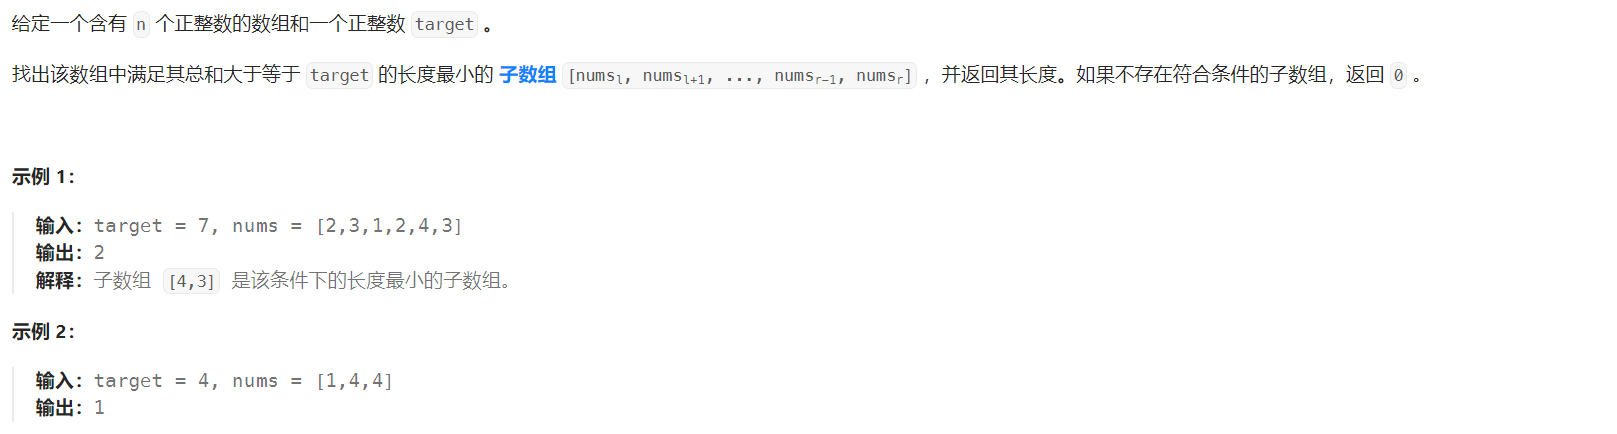 给定一个含有 n 个正整数的数组和一个正整数 target 。
找出该数组中满足其总和大于等于 target 的长度最小的 子数组 [numsl, numsl+1, ..., numsr-1, numsr] ，并返回其长度。如果不存在符合条件的子数组，返回 0 。
示例 1：
输入：target = 7, nums = [2,3,1,2,4,3]
输出：2
解释：子数组 [4,3] 是该条件下的长度最小的子数组。
示例 2：
输入：target = 4, nums = [1,4,4]
输出：1